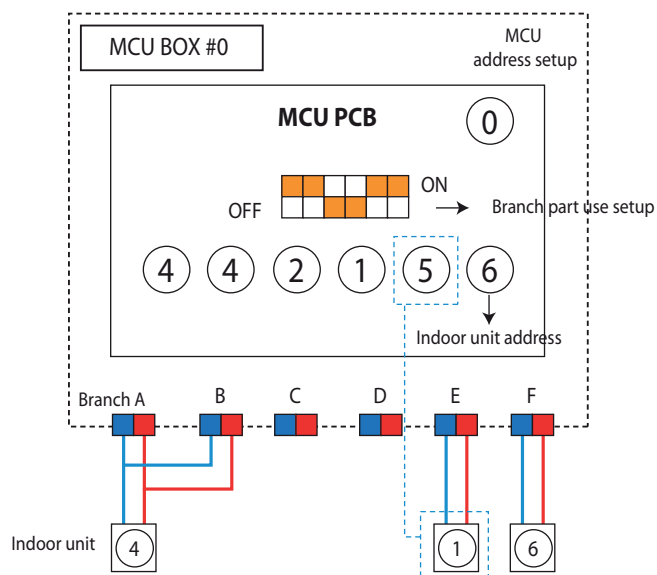 MCU BOX #0
MCU
address setup
MCU PCB
0
ON
OFF
Branch part use setup
4 4 2 1 5 6
Indoor unit address
Branch A B C D E F
Indoor unit 4 1 6